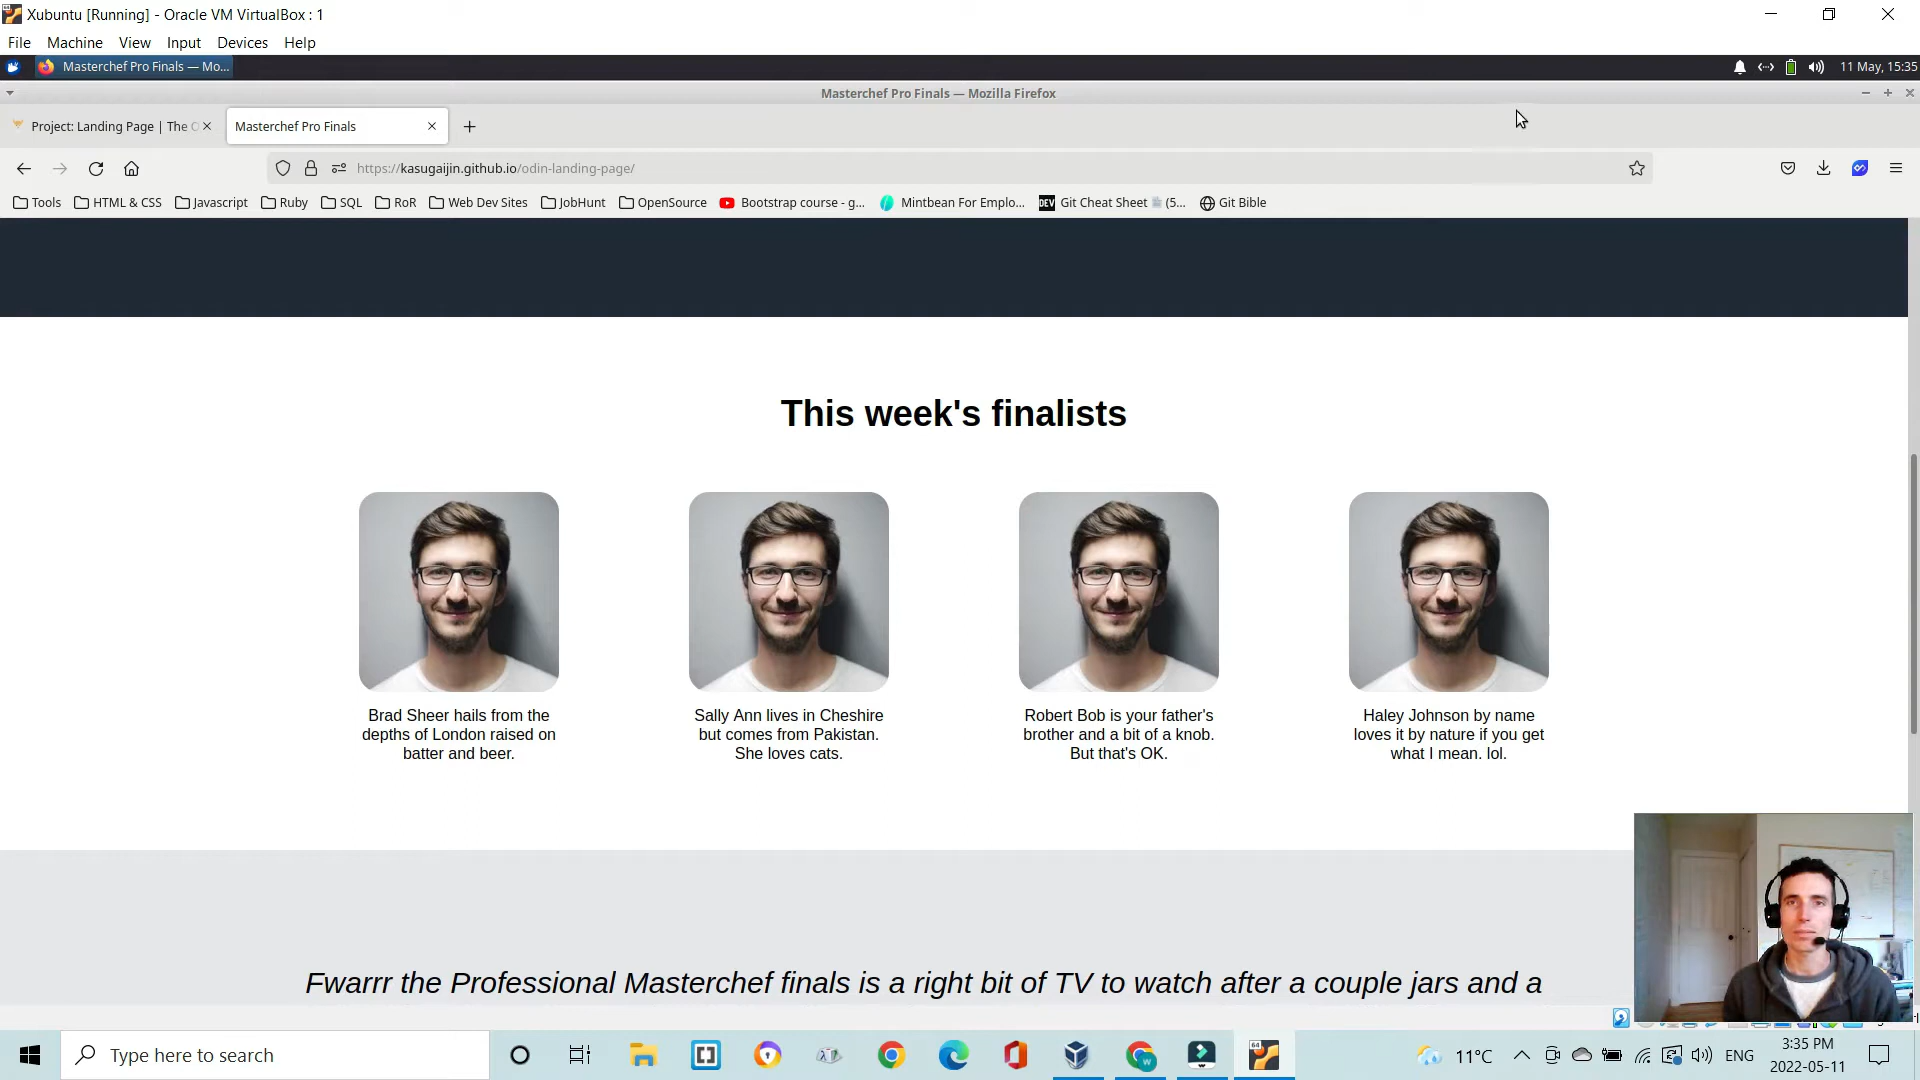 Xubuntu [Running] - Oracle VM VirtualBox : 1
File Machine View Input Devices Help
Masterchef Pro Finals — Mo...
11 May, 15:35
Masterchef Pro Finals — Mozilla Firefox
Project: Landing Page | The O
Masterchef Pro Finals
https://kasugaijin.github.io/odin-landing-page/
Tools HTML & CSS Javascript Ruby SQL RoR Web Dev Sites JobHunt OpenSource Bootstrap course - g... Mintbean For Emplo... DEV Git Cheat Sheet (5... Git Bible
This week's finalists
Brad Sheer hails from the
depths of London raised on
batter and beer.
Sally Ann lives in Cheshire
but comes from Pakistan.
She loves cats.
Robert Bob is your father's
brother and a bit of a knob.
But that's OK.
Haley Johnson by name
loves it by nature if you get
what I mean. lol.
Fwarrr the Professional Masterchef finals is a right bit of TV to watch after a couple jars and a
Type here to search
11°C
ENG
3:35 PM
2022-05-11